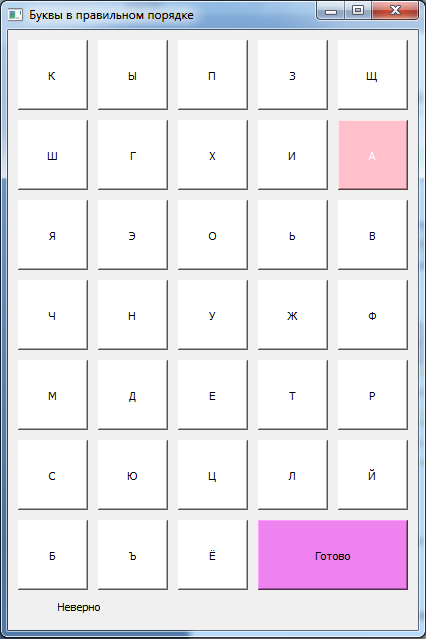 Буквы в правильном порядке
К Ы П З Щ
Ш Г Х И А
Я Э О Ь В
Ч Н У Ж Ф
М Д Е Т Р
С Ю Ц Л Й
Б Ъ Ё Готово
Неверно